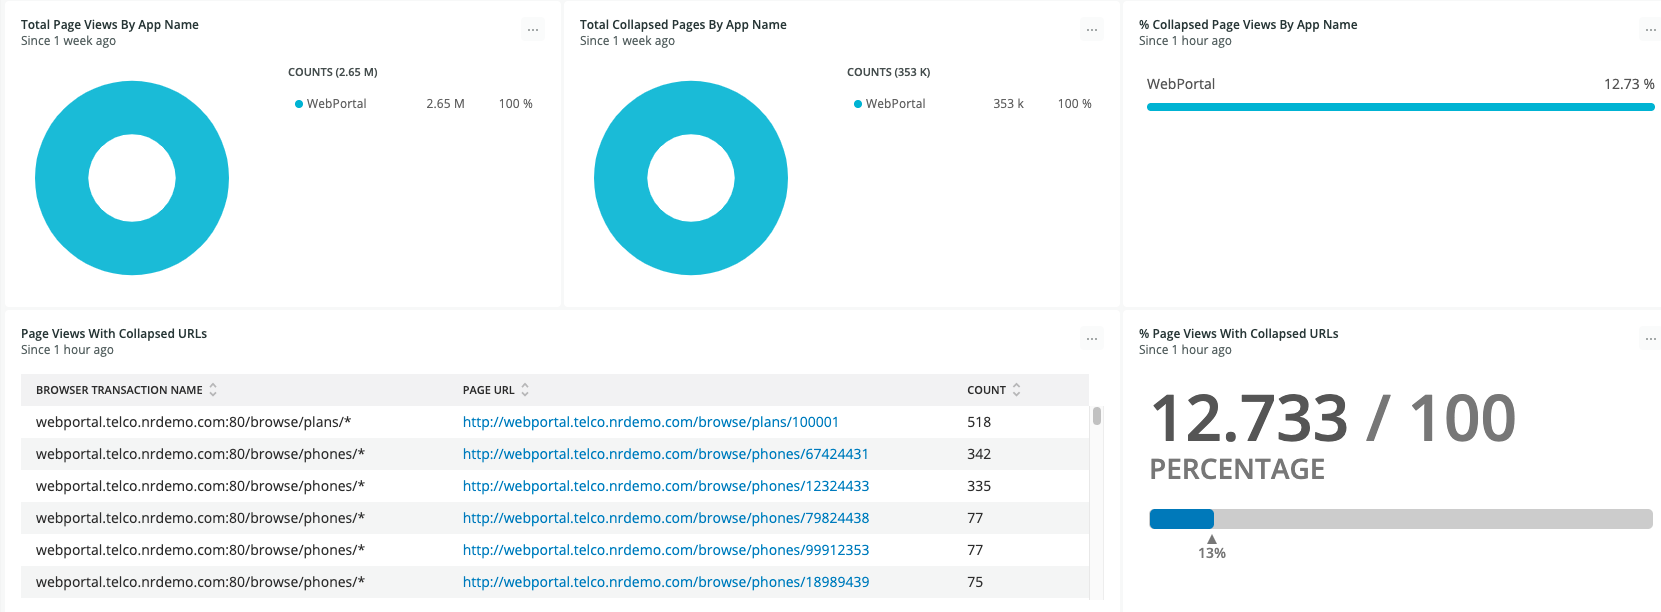 Total Page Views By App Name
Since 1 week ago
...
COUNTS (2.65 M)
WebPortal 2.65 M 100 %
Total Collapsed Pages By App Name
Since 1 week ago
...
COUNTS (353 K)
WebPortal 353 k 100 %
% Collapsed Page Views By App Name
Since 1 hour ago
...
WebPortal 12.73 %
Page Views With Collapsed URLs
Since 1 hour ago
...
BROWSER TRANSACTION NAME PAGE URL COUNT
webportal.telco.nrdemo.com:80/browse/plans/* http://webportal.telco.nrdemo.com/browse/plans/100001 518
webportal.telco.nrdemo.com:80/browse/phones/* http://webportal.telco.nrdemo.com/browse/phones/67424431 342
webportal.telco.nrdemo.com:80/browse/phones/* http://webportal.telco.nrdemo.com/browse/phones/12324433 335
webportal.telco.nrdemo.com:80/browse/phones/* http://webportal.telco.nrdemo.com/browse/phones/79824438 77
webportal.telco.nrdemo.com:80/browse/phones/* http://webportal.telco.nrdemo.com/browse/phones/99912353 77
webportal.telco.nrdemo.com:80/browse/phones/* http://webportal.telco.nrdemo.com/browse/phones/18989439 75
% Page Views With Collapsed URLs
Since 1 hour ago
...
12.733 / 100
PERCENTAGE
13%